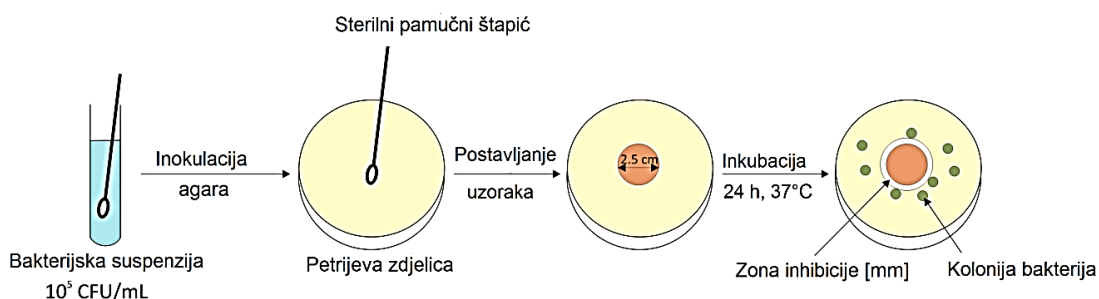 Sterilni pamučni štapić
Inokulacija
agara
Postavljanje
uzoraka
2.5 cm
Inkubacija
24 h, 37°C
Bakterijska suspenzija
10⁵ CFU/mL
Petrijeva zdjelica
Zona inhibicije [mm]
Kolonija bakterija